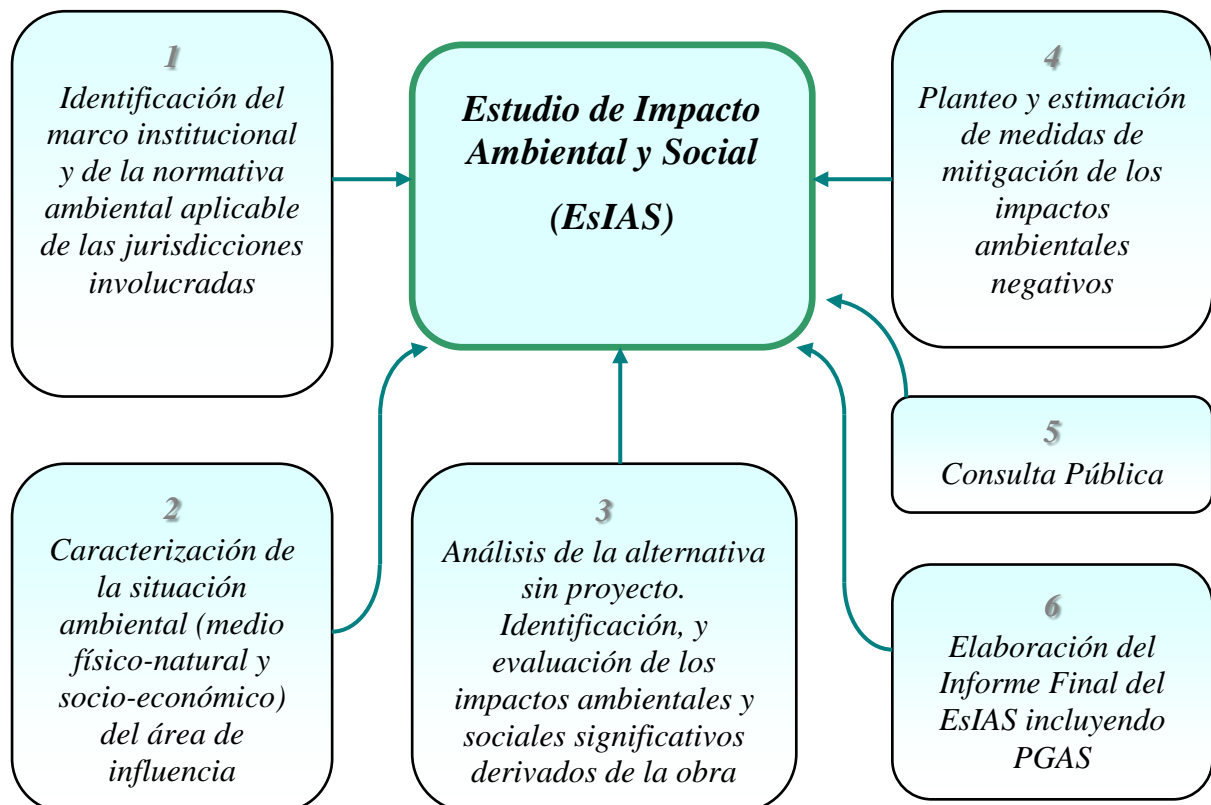 1
Identificación del
marco institucional
y de la normativa
ambiental aplicable
de las jurisdicciones
involucradas
Estudio de Impacto
Ambiental y Social
(EsIAS)
4
Planteo y estimación
de medidas de
mitigación de los
impactos
ambientales
negativos
5
Consulta Pública
2
Caracterización de
la situación
ambiental (medio
físico-natural y
socio-económico)
del área de
influencia
3
Análisis de la alternativa
sin proyecto.
Identificación, y
evaluación de los
impactos ambientales y
sociales significativos
derivados de la obra
6
Elaboración del
Informe Final del
EsIAS incluyendo
PGAS